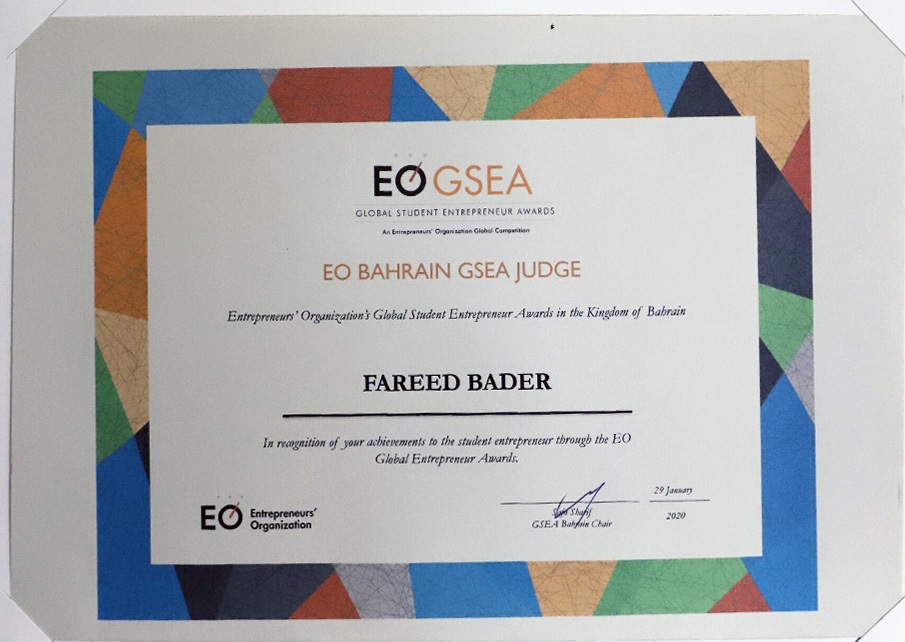 EO GSEA
GLOBAL STUDENT ENTREPRENEUR AWARDS
An Entrepreneurs' Organization Global Competition
EO BAHRAIN GSEA JUDGE
Entrepreneurs' Organization's Global Student Entrepreneur Awards in the Kingdom of Bahrain
FAREED BADER
In recognition of your achievements to the student entrepreneur through the EO
Global Entrepreneur Awards.
EO Entrepreneurs'
Organization
Sharif
GSEA Bahrain Chair
29 January
2020